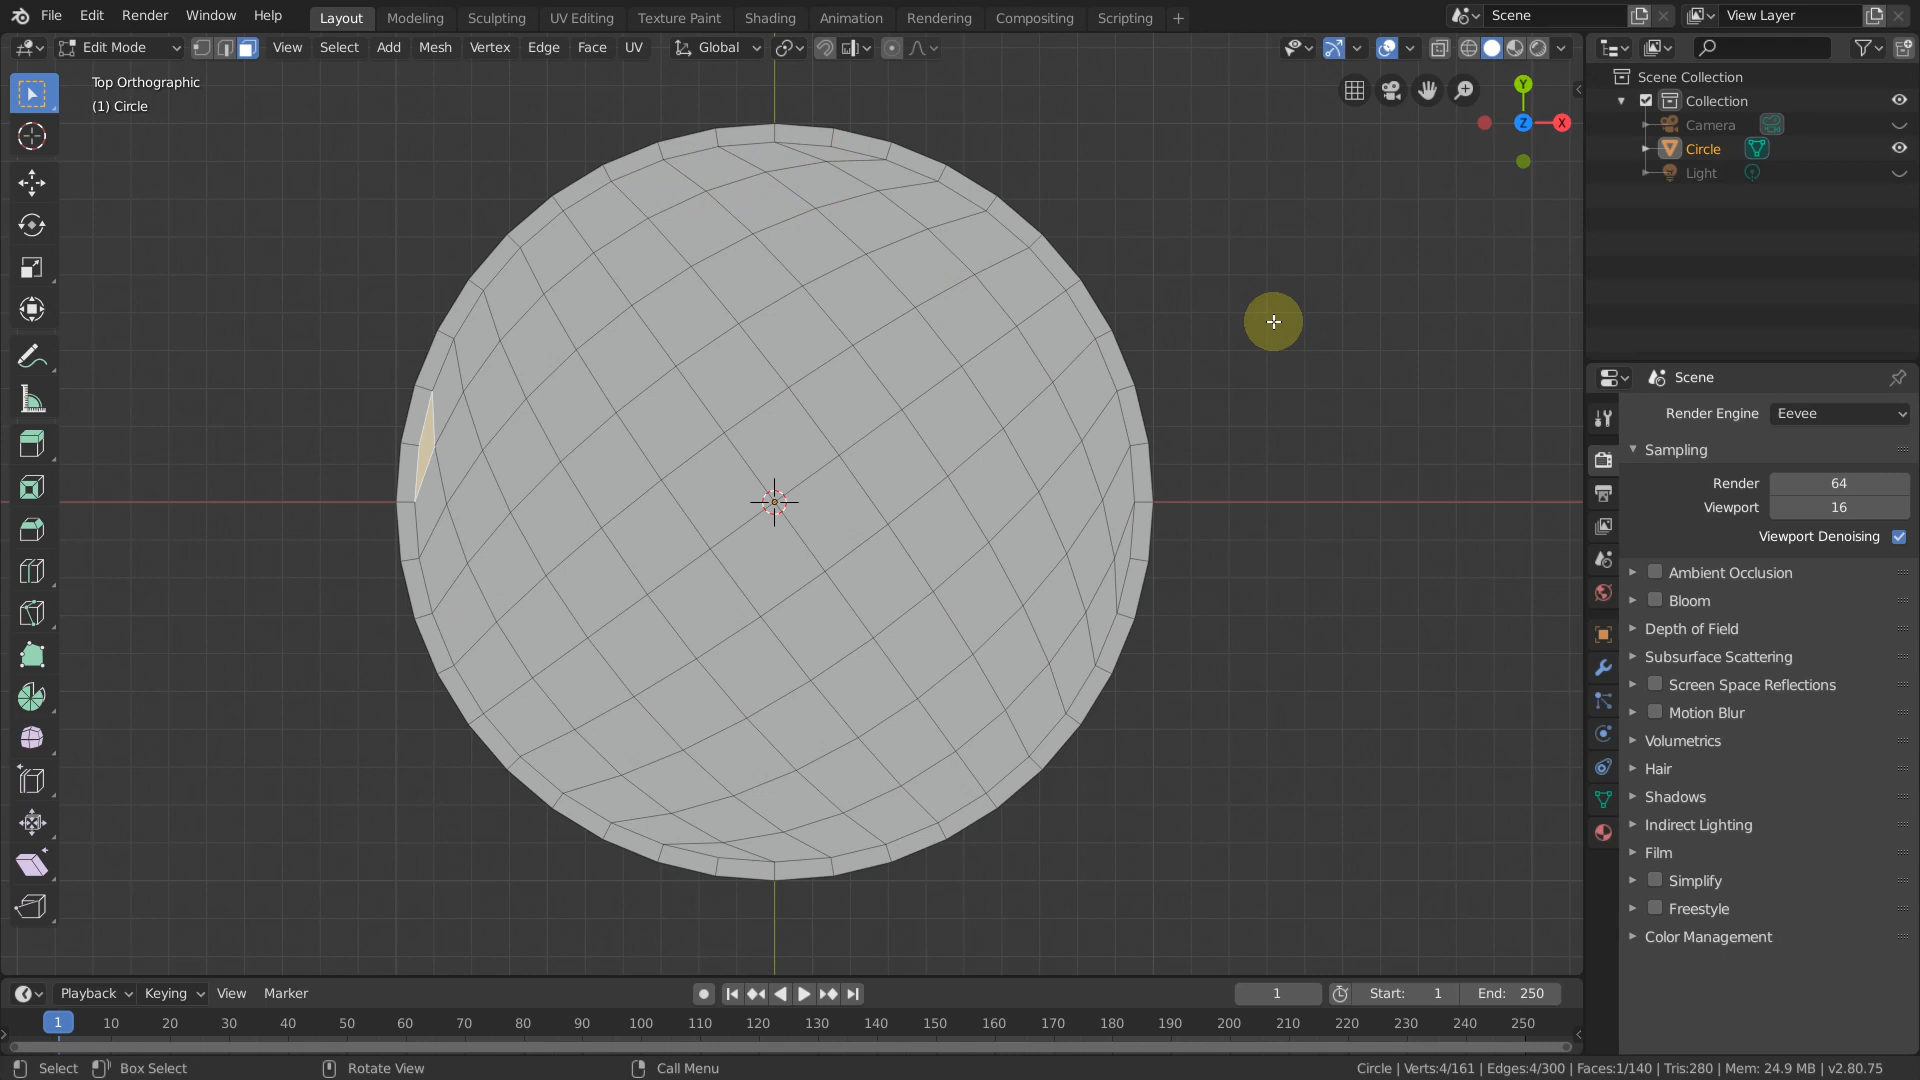 File Edit Render Window Help Layout Modeling Sculpting UV Editing Texture Paint Shading Animation Rendering Compositing Scripting + Scene View Layer
Edit Mode View Select Add Mesh Vertex Edge Face UV Global
Top Orthographic
(1) Circle
Y
Z
X
Scene Collection
Collection
Camera
Circle
Light
Scene
Render Engine Eevee
Sampling
Render 64
Viewport 16
Viewport Denoising
Ambient Occlusion
Bloom
Depth of Field
Subsurface Scattering
Screen Space Reflections
Motion Blur
Volumetrics
Hair
Shadows
Indirect Lighting
Film
Simplify
Freestyle
Color Management
Playback Keying View Marker 1 Start: 1 End: 250
1 10 20 30 40 50 60 70 80 90 100 110 120 130 140 150 160 170 180 190 200 210 220 230 240 250
Select Box Select Rotate View Call Menu Circle | Verts:4/161 | Edges:4/300 | Faces:1/140 | Tris:280 | Mem: 24.9 MB | v2.80.75